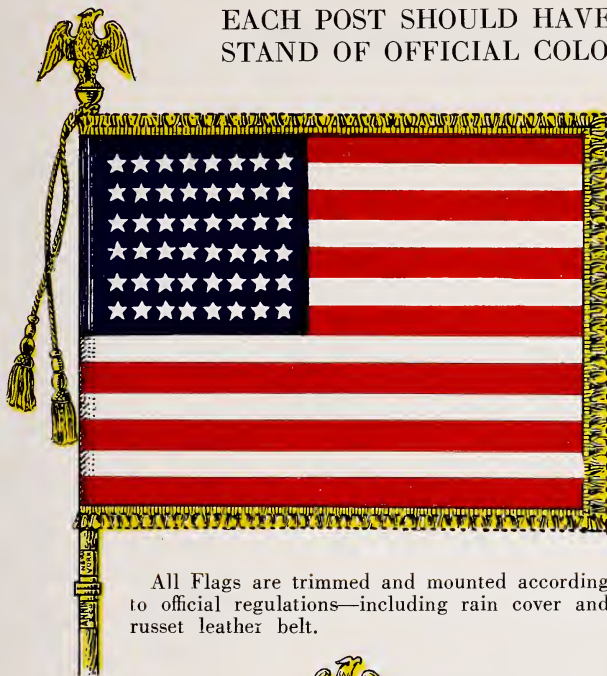 EACH POST SHOULD HAVE
STAND OF OFFICIAL COLO
All Flags are trimmed and mounted according
to official regulations—including rain cover and
russet leather belt.